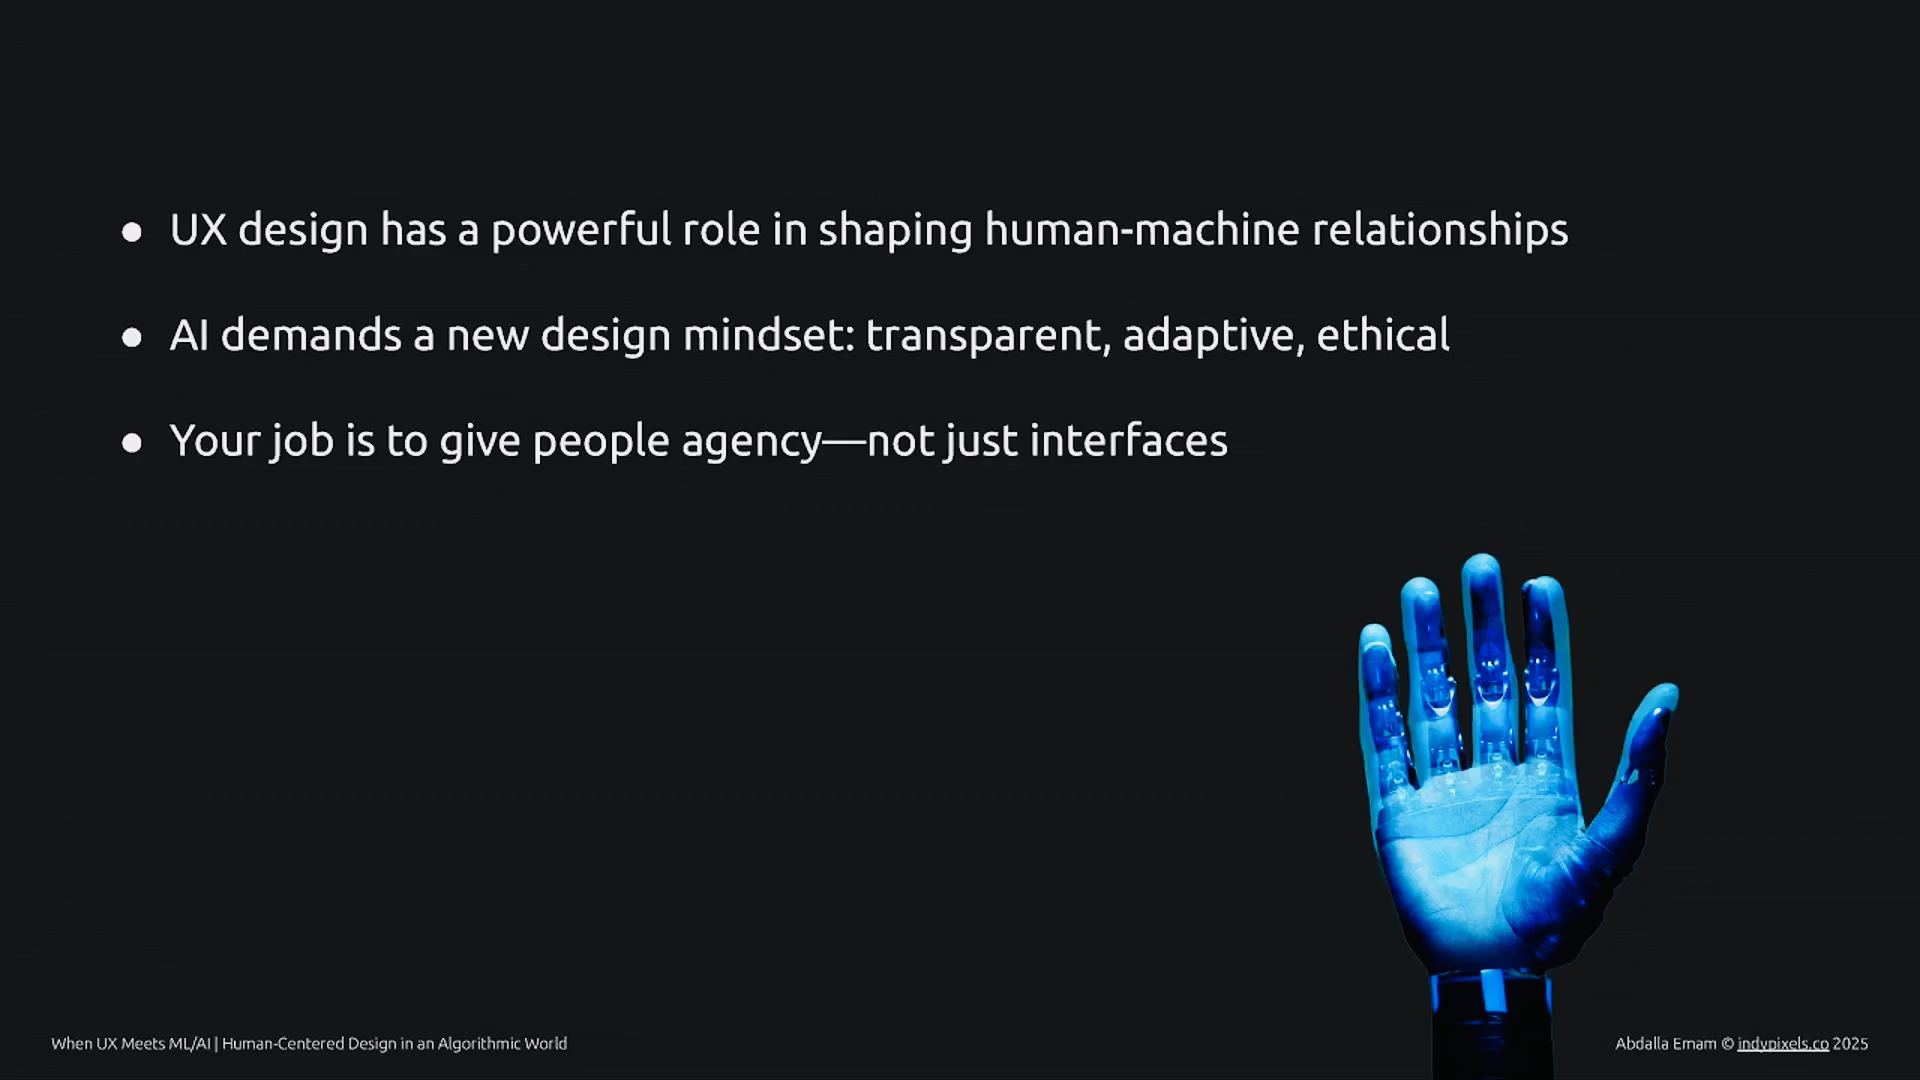 ● UX design has a powerful role in shaping human-machine relationships
● AI demands a new design mindset: transparent, adaptive, ethical
● Your job is to give people agency—not just interfaces
When UX Meets ML/AI | Human-Centered Design in an Algorithmic World
Abdalla Emam © indypixels.co 2025